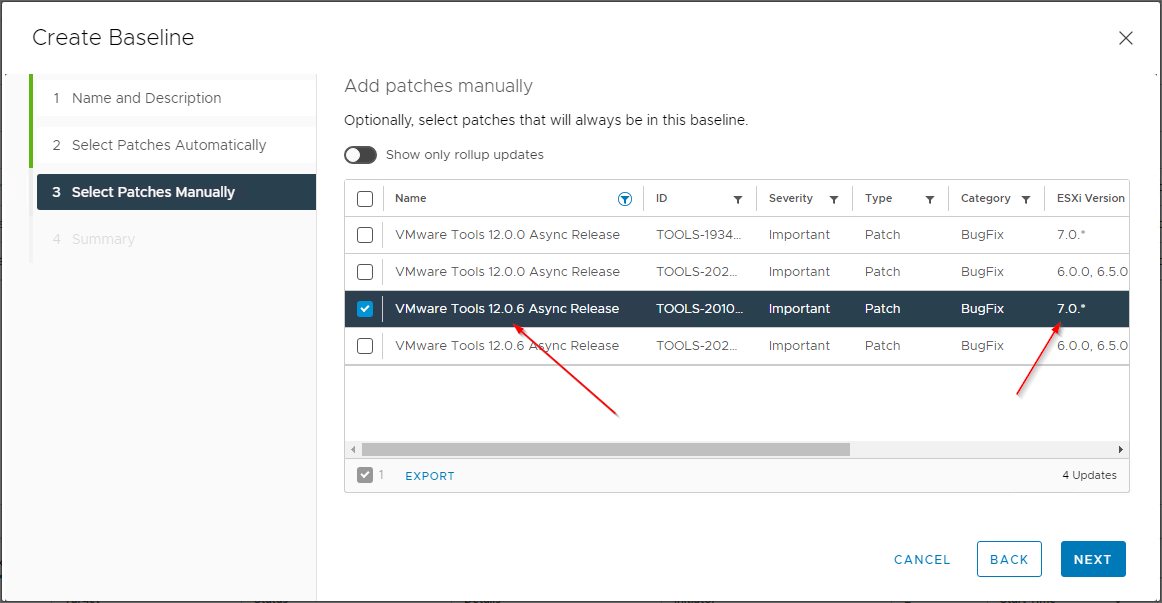 Create Baseline
1 Name and Description
2 Select Patches Automatically
3 Select Patches Manually
4 Summary
Add patches manually
Optionally, select patches that will always be in this baseline.
Show only rollup updates
Name ID Severity Type Category ESXi Version
VMware Tools 12.0.0 Async Release TOOLS-1934... Important Patch BugFix 7.0.*
VMware Tools 12.0.0 Async Release TOOLS-202... Important Patch BugFix 6.0.0, 6.5.0
VMware Tools 12.0.6 Async Release TOOLS-2010... Important Patch BugFix 7.0.*
VMware Tools 12.0.6 Async Release TOOLS-202... Important Patch BugFix 6.0.0, 6.5.0
1 EXPORT 4 Updates
CANCEL BACK NEXT